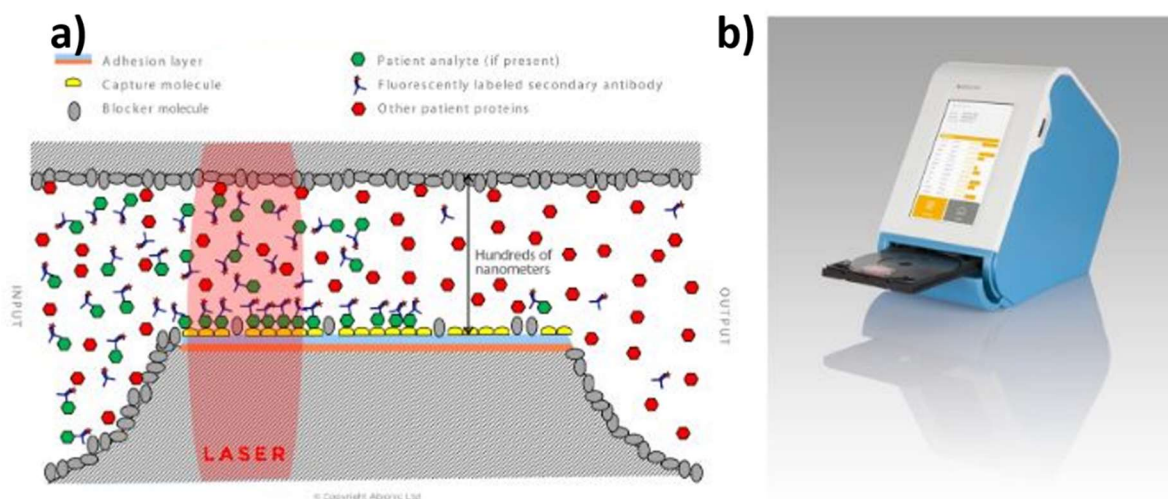 a)
Adhesion layer
Capture molecule
Blocker molecule
Patient analyte (if present)
Fluorescently labeled secondary antibody
Other patient proteins
Hundreds of
nanometers
INPUT
OUTPUT
LASER
© Copyright Abionic Ltd
b)